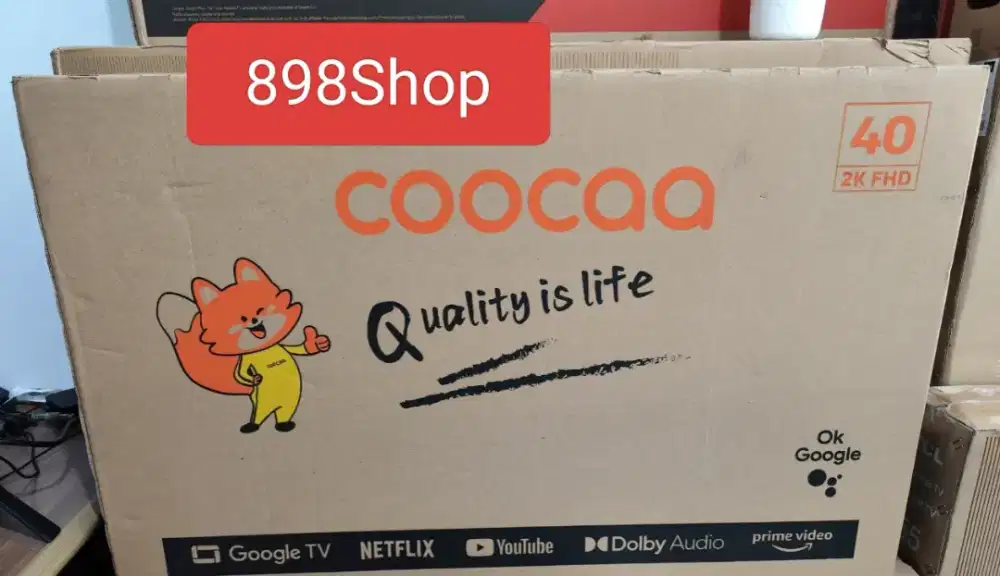 898Shop
40
2K FHD
coocaa
Quality is life
Ok
Google
Google TV
NETFLIX
YouTube
Dolby Audio
prime video